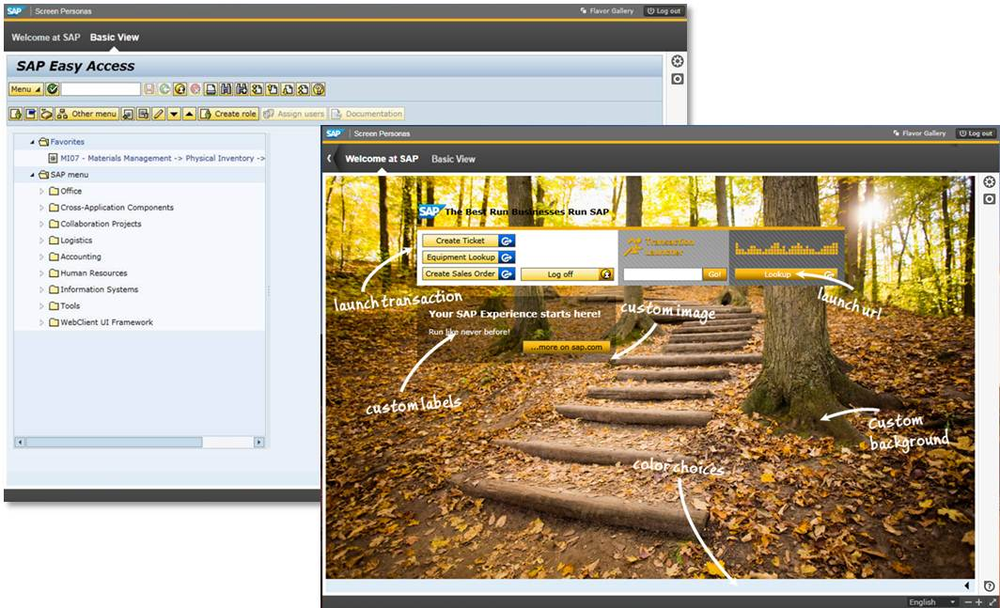 SAP Screen Personas
Flavor Gallery
Log out
Welcome at SAP Basic View
SAP Easy Access
Menu
Other menu
Create role
Assign users
Documentation
Favorites
MI07 - Materials Management -> Physical Inventory ->
SAP menu
Office
Cross-Application Components
Collaboration Projects
Logistics
Accounting
Human Resources
Information Systems
Tools
WebClient UI Framework
SAP Screen Personas
Flavor Gallery
Log out
Welcome at SAP Basic View
SAP The Best Run Businesses Run SAP
Create Ticket
Equipment Lookup
Create Sales Order
Log off
Transaction
Launcher
Go!
Lookup
launch transaction
custom image
launch url
Your SAP Experience starts here!
Run like never before!
...more on sap.com
custom labels
Custom
background
color choices
English